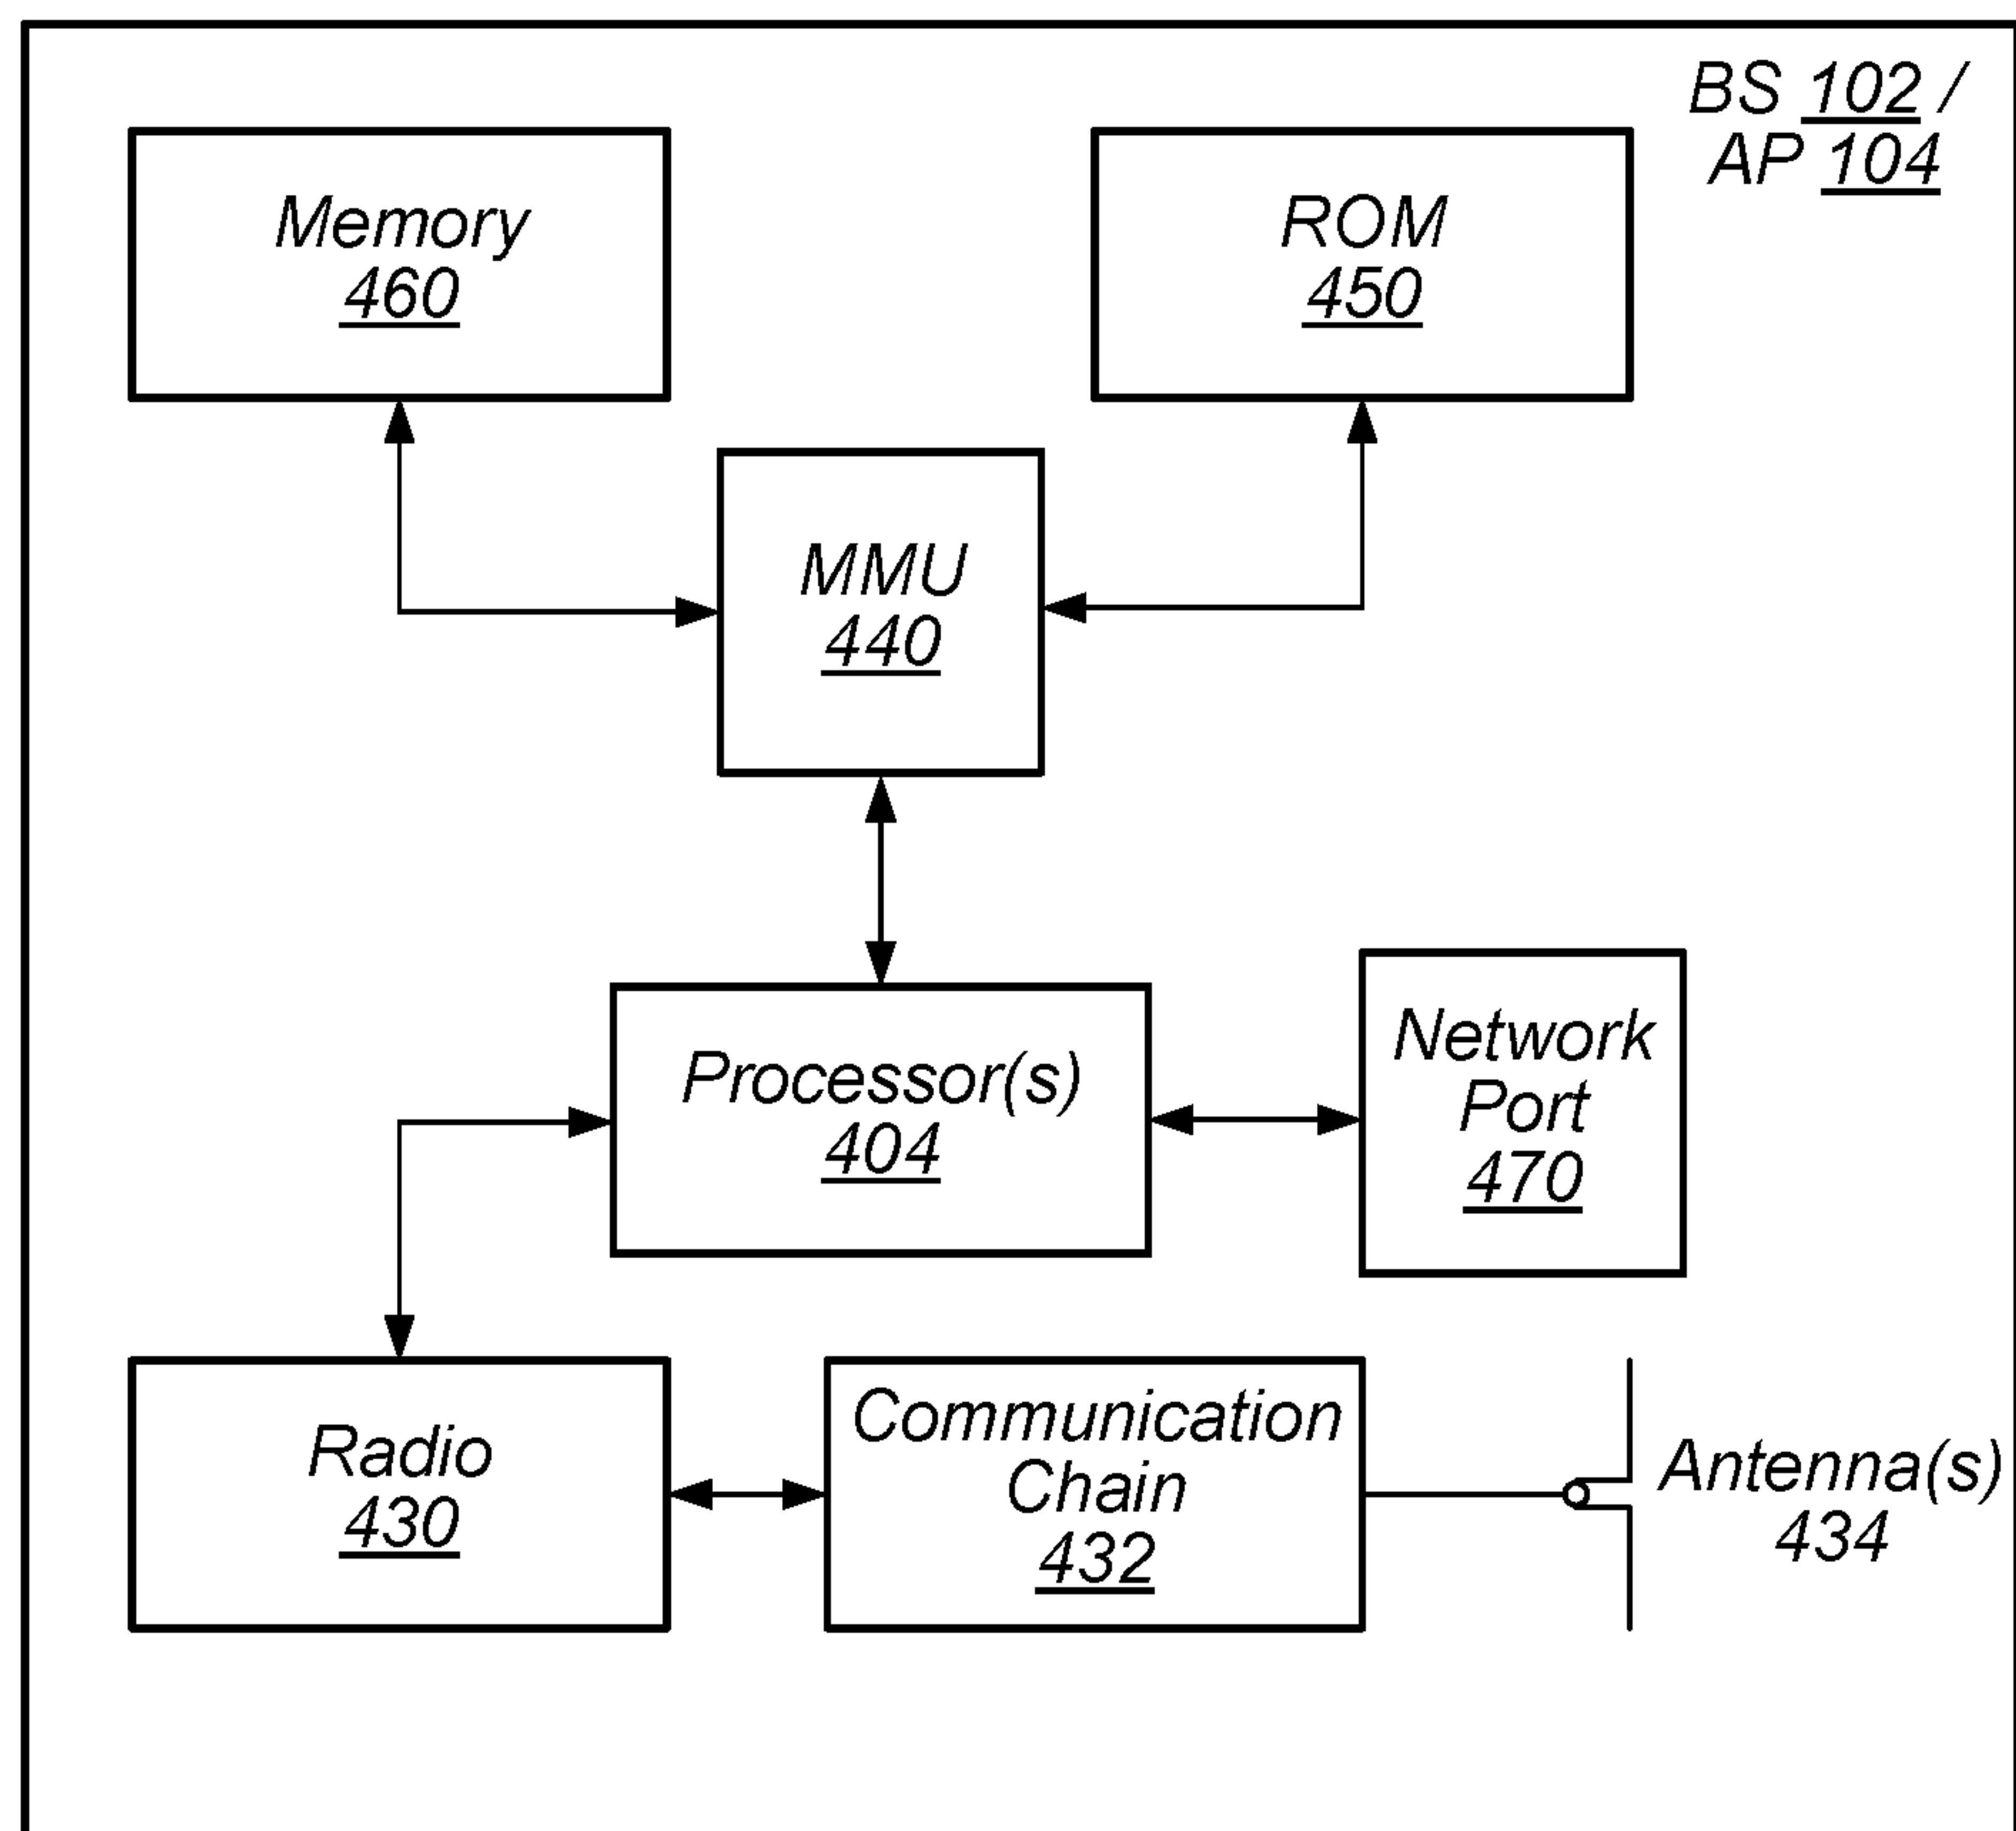 BS 102 /
AP 104
Memory
460
ROM
450
MMU
440
Processor(s)
404
Network
Port
470
Radio
430
Communication
Chain
432
Antenna(s)
434